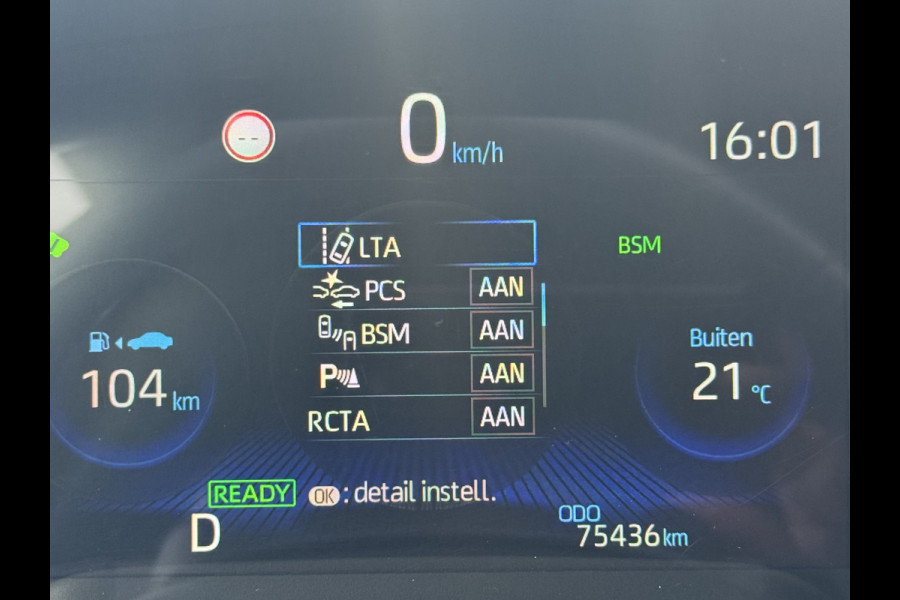 0 km/h
16:01
LTA
BSM
PCS AAN
BSM AAN
P AAN
RCTA AAN
104 km
Buiten
21 °C
READY
OK : detail instell.
D
ODO
75436 km